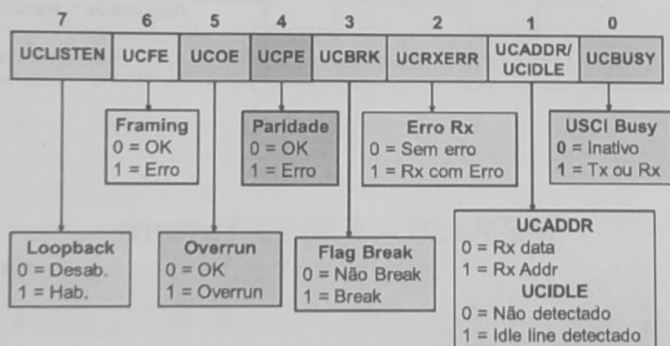 7 6 5 4 3 2 1 0
UCLISTEN UCFE UCOE UCPE UCBRK UCRXERR UCADDR/ UCIDLE UCBUSY
Framing
0 = OK
1 = Erro
Paridade
0 = OK
1 = Erro
Erro Rx
0 = Sem erro
1 = Rx com Erro
USCI Busy
0 = Inativo
1 = Tx ou Rx
Loopback
0 = Desab.
1 = Hab.
Overrun
0 = OK
1 = Overrun
Flag Break
0 = Não Break
1 = Break
UCADDR
0 = Rx data
1 = Rx Addr
UCIDLE
0 = Não detectado
1 = Idle line detectado